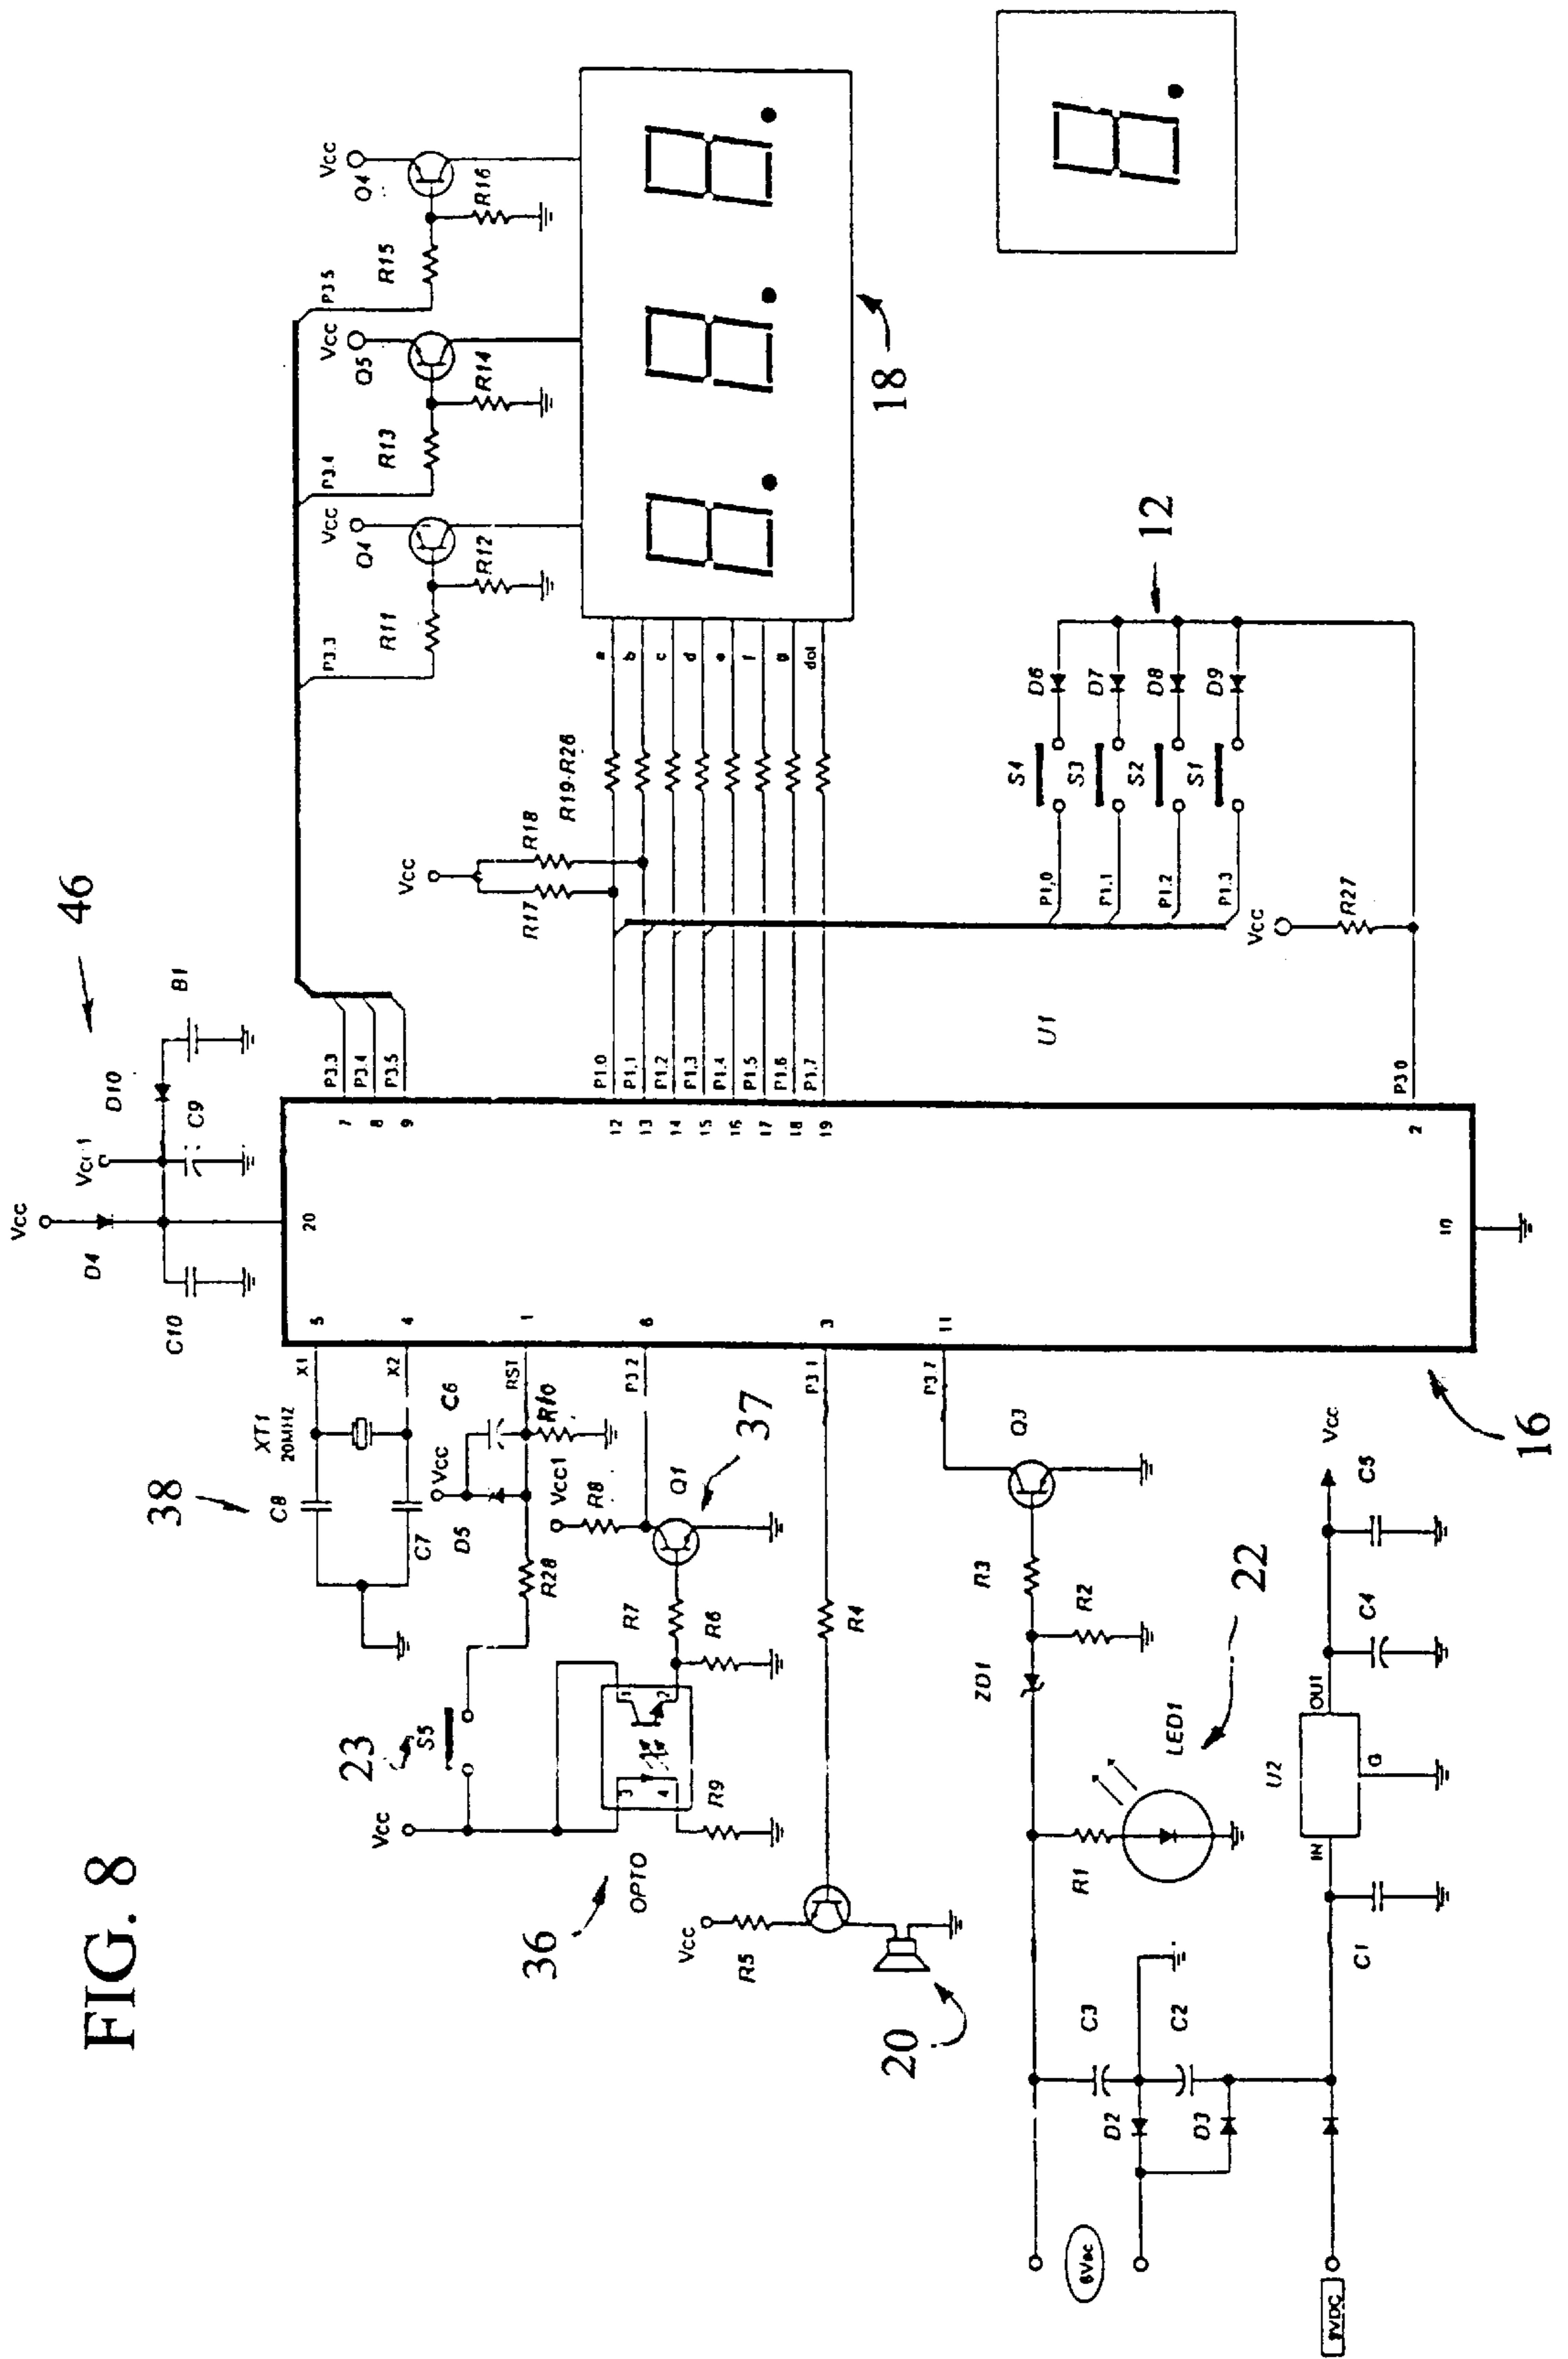 FIG. 8
38
46
Vcc
D4
Vcc1
D10
B1
C10
C9
20
XT1
20MHZ
C8
C7
X1
5
X2
4
Vcc
C6
D5
RST
1
R10
R28
23
S5
Vcc
Vcc1
R8
P3.2
6
Q1
37
R7
R6
1
2
3
4
R9
OPTO
36
P3.1
3
R4
Vcc
R5
20
P3.7
11
Q3
R3
ZD1
R2
R1
LED1
22
C3
C2
D2
D3
C1
IN
U2
OUT
G
C4
C5
Vcc
16
10
P3.3
P3.4
P3.5
7
8
9
P3.3
P3.4
P3.5
R11
R12
Q4
Vcc
R13
R14
Q5
Vcc
R15
R16
Q4
Vcc
18
P1.0
P1.1
P1.2
P1.3
P1.4
P1.5
P1.6
P1.7
12
13
14
15
16
17
18
19
Vcc
R17
R18
R19-R26
a
b
c
d
e
f
g
dot
U1
P1.0
P1.1
P1.2
P1.3
S4
S3
S2
S1
D6
D7
D8
D9
12
Vcc
R27
P3.0
2